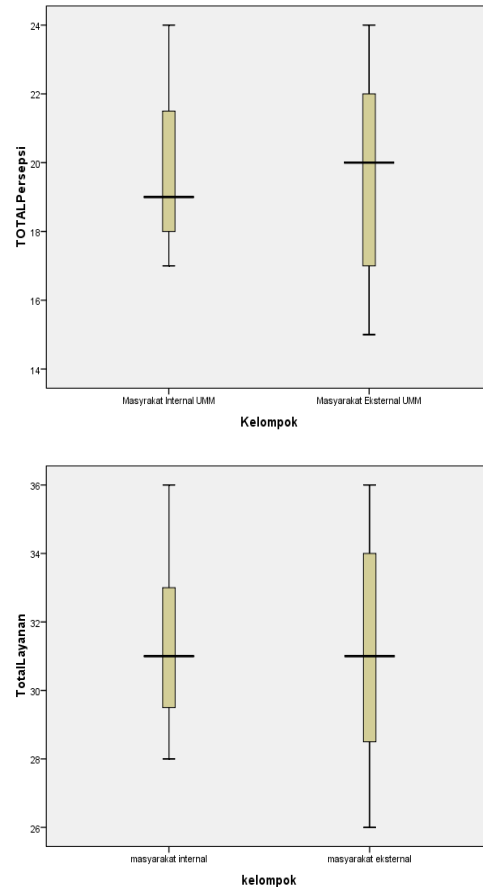 24
22
20
18
16
14
TOTALPersepsi
Masyrakat Internal UMM
Masyarakat Eksternal UMM
Kelompok
36
34
32
30
28
26
TotalLayanan
masyarakat internal
masyarakat eksternal
kelompok